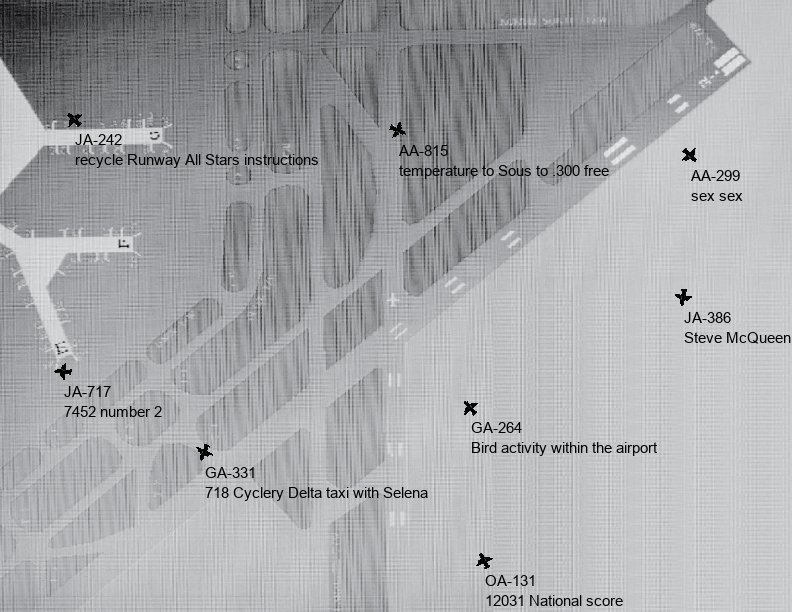 JA-242
recycle Runway All Stars instructions
AA-815
temperature to Sous to .300 free
AA-299
sex sex
JA-386
Steve McQueen
JA-717
7452 number 2
GA-264
Bird activity within the airport
GA-331
718 Cyclery Delta taxi with Selena
OA-131
12031 National score